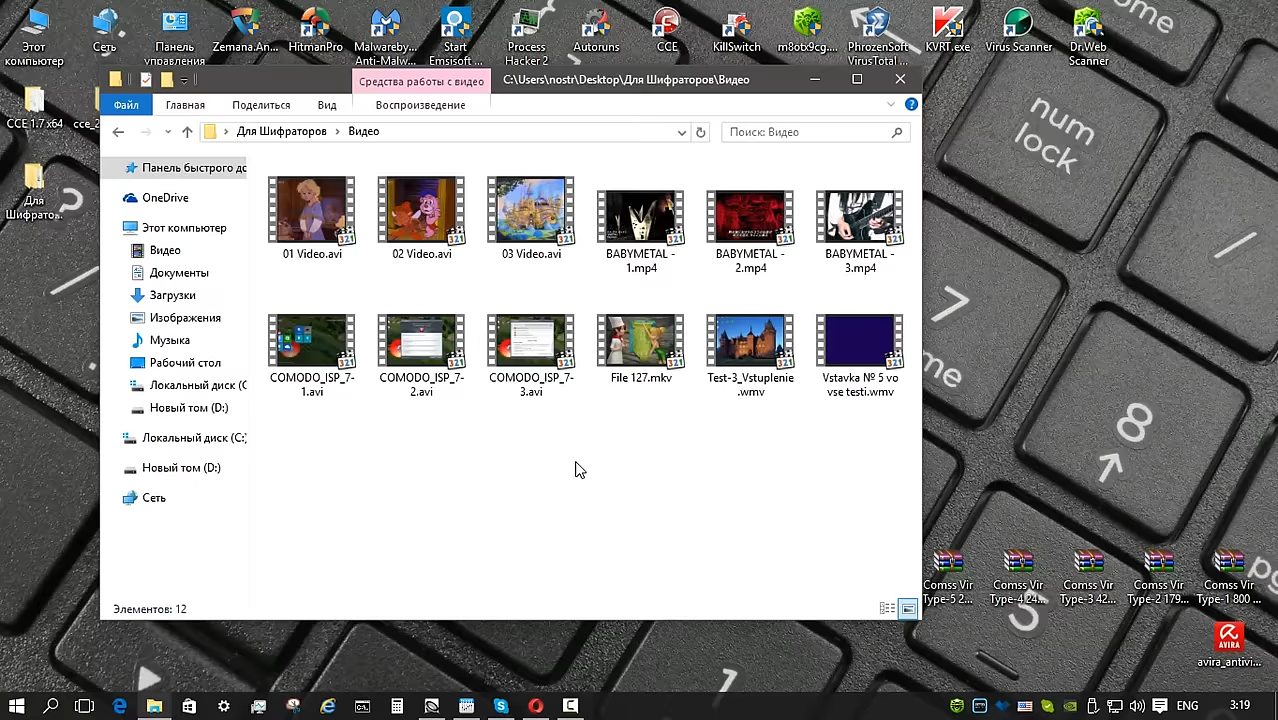 Этот компьютер
Сеть
Панель управления
Zemana.An...
HitmanPro
Malwareby... Anti-Malw...
Start Emsisoft ...
Process Hacker 2
Autoruns
CCE
KillSwitch
m8otx9cg....
PhrozenSoft VirusTotal ...
KVRT.exe
Virus Scanner
Dr.Web Scanner
CCE 1.7 x64
Для Шифрато...
Средства работы с видео
C:\Users\nostr\Desktop\Для Шифраторов\Видео
Файл
Главная
Поделиться
Вид
Воспроизведение
Для Шифраторов
Видео
Поиск: Видео
Панель быстрого до
OneDrive
Этот компьютер
Видео
Документы
Загрузки
Изображения
Музыка
Рабочий стол
Локальный диск (C
Новый том (D:)
Локальный диск (C:)
Новый том (D:)
Сеть
01 Video.avi
02 Video.avi
03 Video.avi
BABYMETAL - 1.mp4
BABYMETAL - 2.mp4
BABYMETAL - 3.mp4
COMODO_ISP_7-1.avi
COMODO_ISP_7-2.avi
COMODO_ISP_7-3.avi
File 127.mkv
Test-3_Vstuplenie.wmv
Vstavka № 5 vo vse testi.wmv
Элементов: 12
num lock
7
8
5
1
Comss Vir Type-5 2...
Comss Vir Type-4 24...
Comss Vir Type-3 42...
Comss Vir Type-2 179...
Comss Vir Type-1 800 ...
AVIRA
avira_antivi...
ENG
3:19